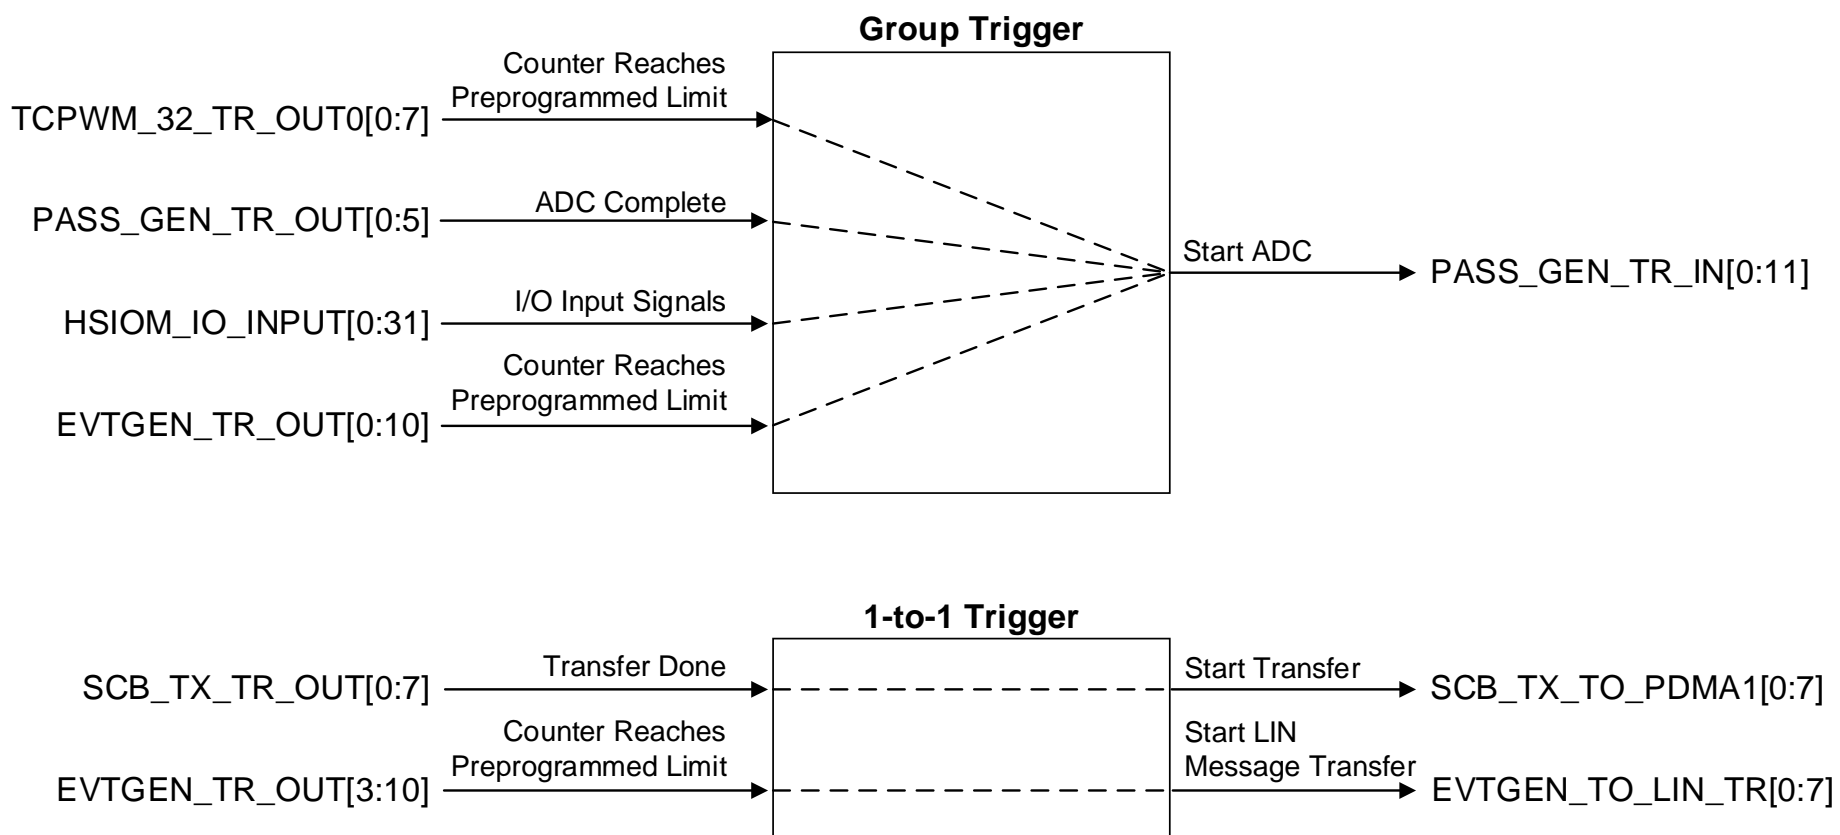 Group Trigger
Counter Reaches
Preprogrammed Limit
TCPWM_32_TR_OUT0[0:7]
ADC Complete
PASS_GEN_TR_OUT[0:5]
Start ADC
PASS_GEN_TR_IN[0:11]
I/O Input Signals
HSIOM_IO_INPUT[0:31]
Counter Reaches
Preprogrammed Limit
EVTGEN_TR_OUT[0:10]
1-to-1 Trigger
Transfer Done
Start Transfer
SCB_TX_TR_OUT[0:7]
SCB_TX_TO_PDMA1[0:7]
Counter Reaches
Preprogrammed Limit
Start LIN
Message Transfer
EVTGEN_TR_OUT[3:10]
EVTGEN_TO_LIN_TR[0:7]